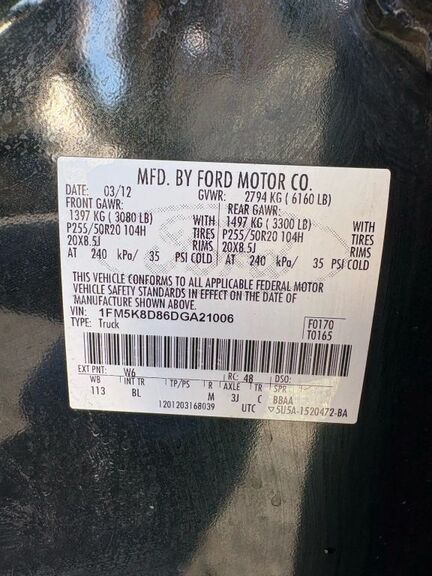 MFD. BY FORD MOTOR CO.
DATE: 03/12 GVWR: 2794 KG ( 6160 LB)
FRONT GAWR: REAR GAWR:
1397 KG ( 3080 LB) WITH 1497 KG ( 3300 LB) WITH
P255/50R20 104H TIRES P255/50R20 104H TIRES
20X8.5J RIMS 20X8.5J RIMS
AT 240 kPa/ 35 PSI COLD AT 240 kPa/ 35 PSI COLD
THIS VEHICLE CONFORMS TO ALL APPLICABLE FEDERAL MOTOR
VEHICLE SAFETY STANDARDS IN EFFECT ON THE DATE OF
MANUFACTURE SHOWN ABOVE.
VIN: 1FM5K8D86DGA21006 F0170
TYPE: Truck T0165
EXT PNT: W6 RC: 48 DSO:
WB INT TR TP/PS R AXLE TR SPR
113 BL M 3J C BBAA
1201203168039 UTC ▽5U5A-1520472-BA